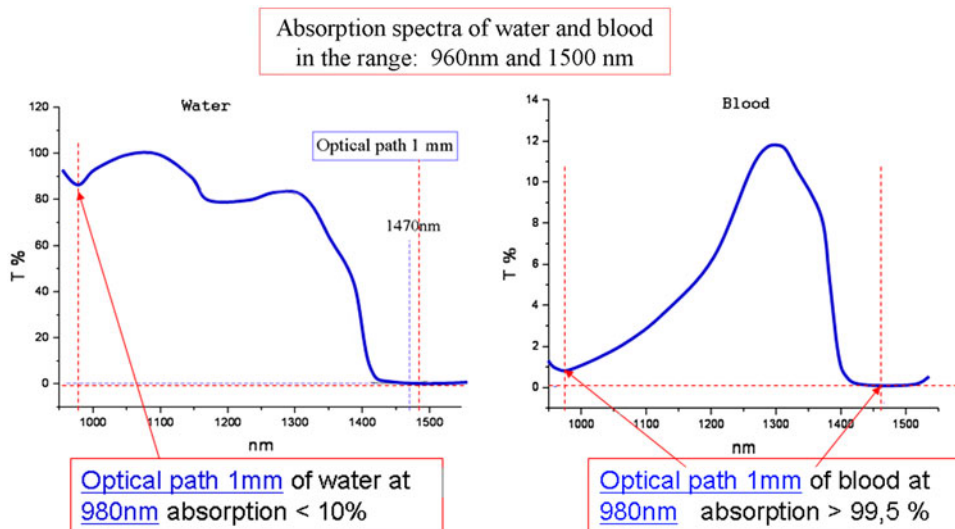 Absorption spectra of water and blood
in the range: 960nm and 1500 nm
Water
Optical path 1 mm
1470nm
T %
120
100
80
60
40
20
0
1000 1100 1200 1300 1400 1500
nm
Blood
T %
14
12
10
8
6
4
2
0
1000 1100 1200 1300 1400 1500
nm
Optical path 1mm of water at
980nm absorption < 10%
Optical path 1mm of blood at
980nm absorption > 99,5 %